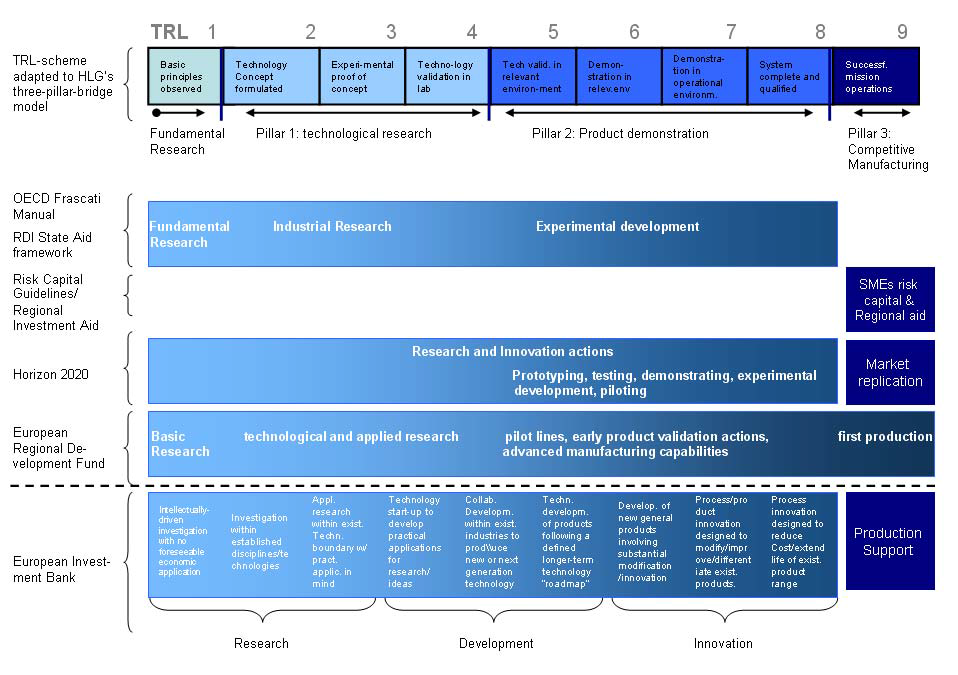 TRL 1 2 3 4 5 6 7 8 9
TRL-scheme
adapted to HLG's
three-pillar-bridge
model
Basic
principles
observed
Technology
Concept
formulated
Experi-mental
proof of
concept
Techno-logy
validation in
lab
Tech valid. in
relevant
environ-ment
Demon-
stration in
relev.env
Demonstra-
tion in
operational
environm.
System
complete and
qualified
Successf.
mission
operations
Fundamental
Research
Pillar 1: technological research
Pillar 2: Product demonstration
Pillar 3:
Competitive
Manufacturing
OECD Frascati
Manual
RDI State Aid
framework
Fundamental
Research
Industrial Research
Experimental development
Risk Capital
Guidelines/
Regional
Investment Aid
SMEs risk
capital &
Regional aid
Horizon 2020
Research and Innovation actions
Prototyping, testing, demonstrating, experimental
development, piloting
Market
replication
European
Regional De-
velopment Fund
Basic
Research
technological and applied research
pilot lines, early product validation actions,
advanced manufacturing capabilities
first production
European Invest-
ment Bank
Intellectually-
driven
investigation
with no
foreseeable
economic
application
Investigation
within
established
disciplines/te
chnologies
Appl.
research
within exist.
Techn.
boundary w/
pract.
applic. in
mind
Technology
start-up to
develop
practical
applications
for
research/
ideas
Collab.
Developm.
within exist.
industries to
prod\uce
new or next
generation
technology
Techn.
developm.
of products
following a
defined
longer-term
technology
"roadmap"
Develop. of
new general
products
involving
substantial
modification
/innovation
Process/pro
duct
innovation
designed to
modify/impr
ove/different
iate exist.
products.
Process
innovation
designed to
reduce
Cost/extend
life of exist.
product
range
Production
Support
Research
Development
Innovation